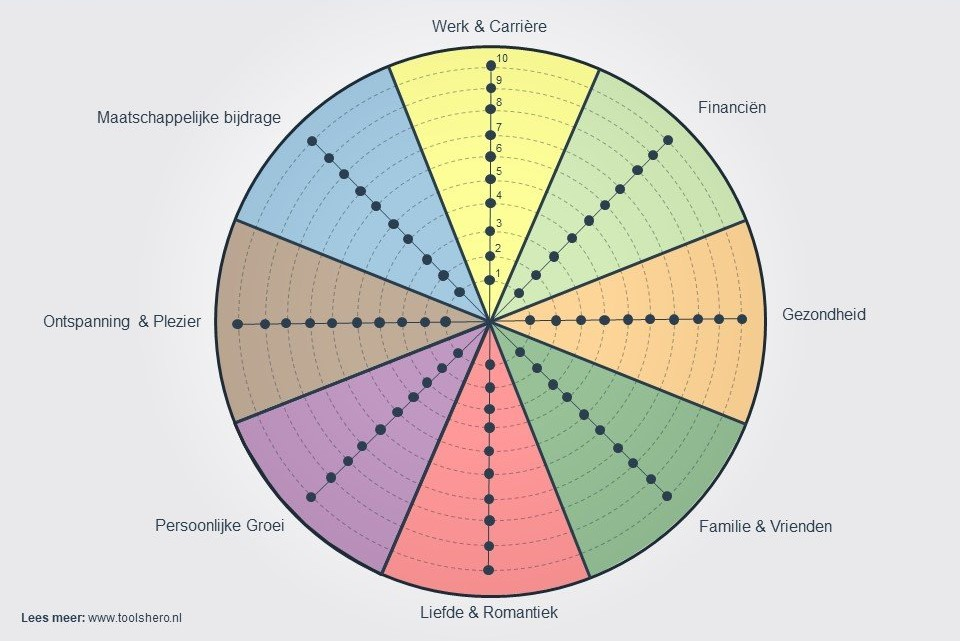 Werk & Carrière
10
9
8
7
6
5
4
3
2
1
Maatschappelijke bijdrage
Financiën
Ontspanning & Plezier
Gezondheid
Persoonlijke Groei
Familie & Vrienden
Liefde & Romantiek
Lees meer: www.toolshero.nl